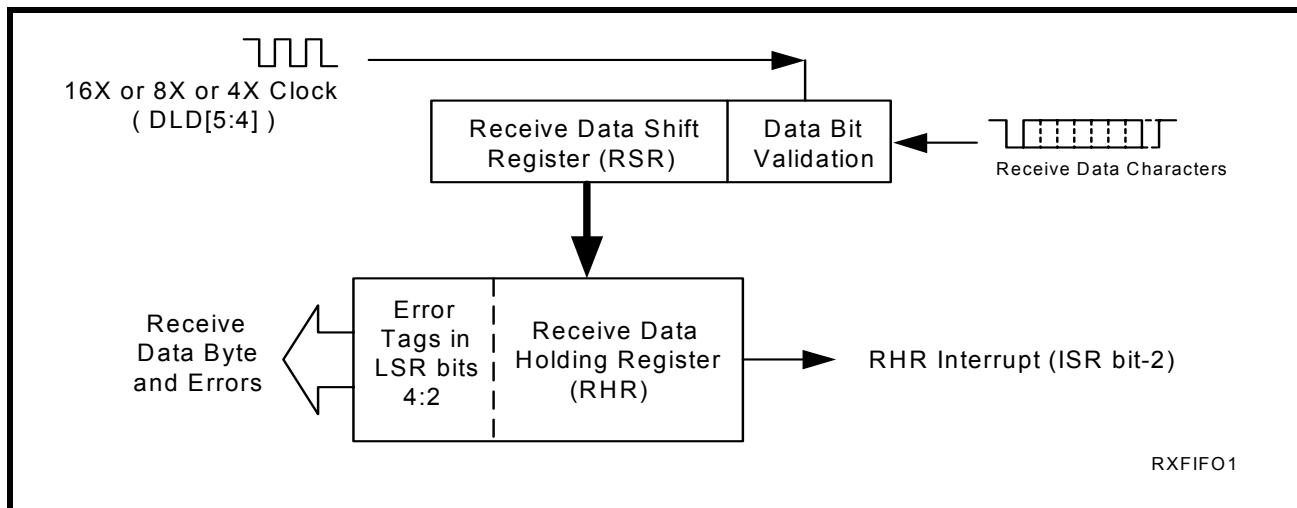 16X or 8X or 4X Clock
( DLD[5:4] )
Receive Data Shift
Register (RSR)
Data Bit
Validation
Receive Data Characters
Receive
Data Byte
and Errors
Error
Tags in
LSR bits
4:2
Receive Data
Holding Register
(RHR)
RHR Interrupt (ISR bit-2)
RXFIFO1